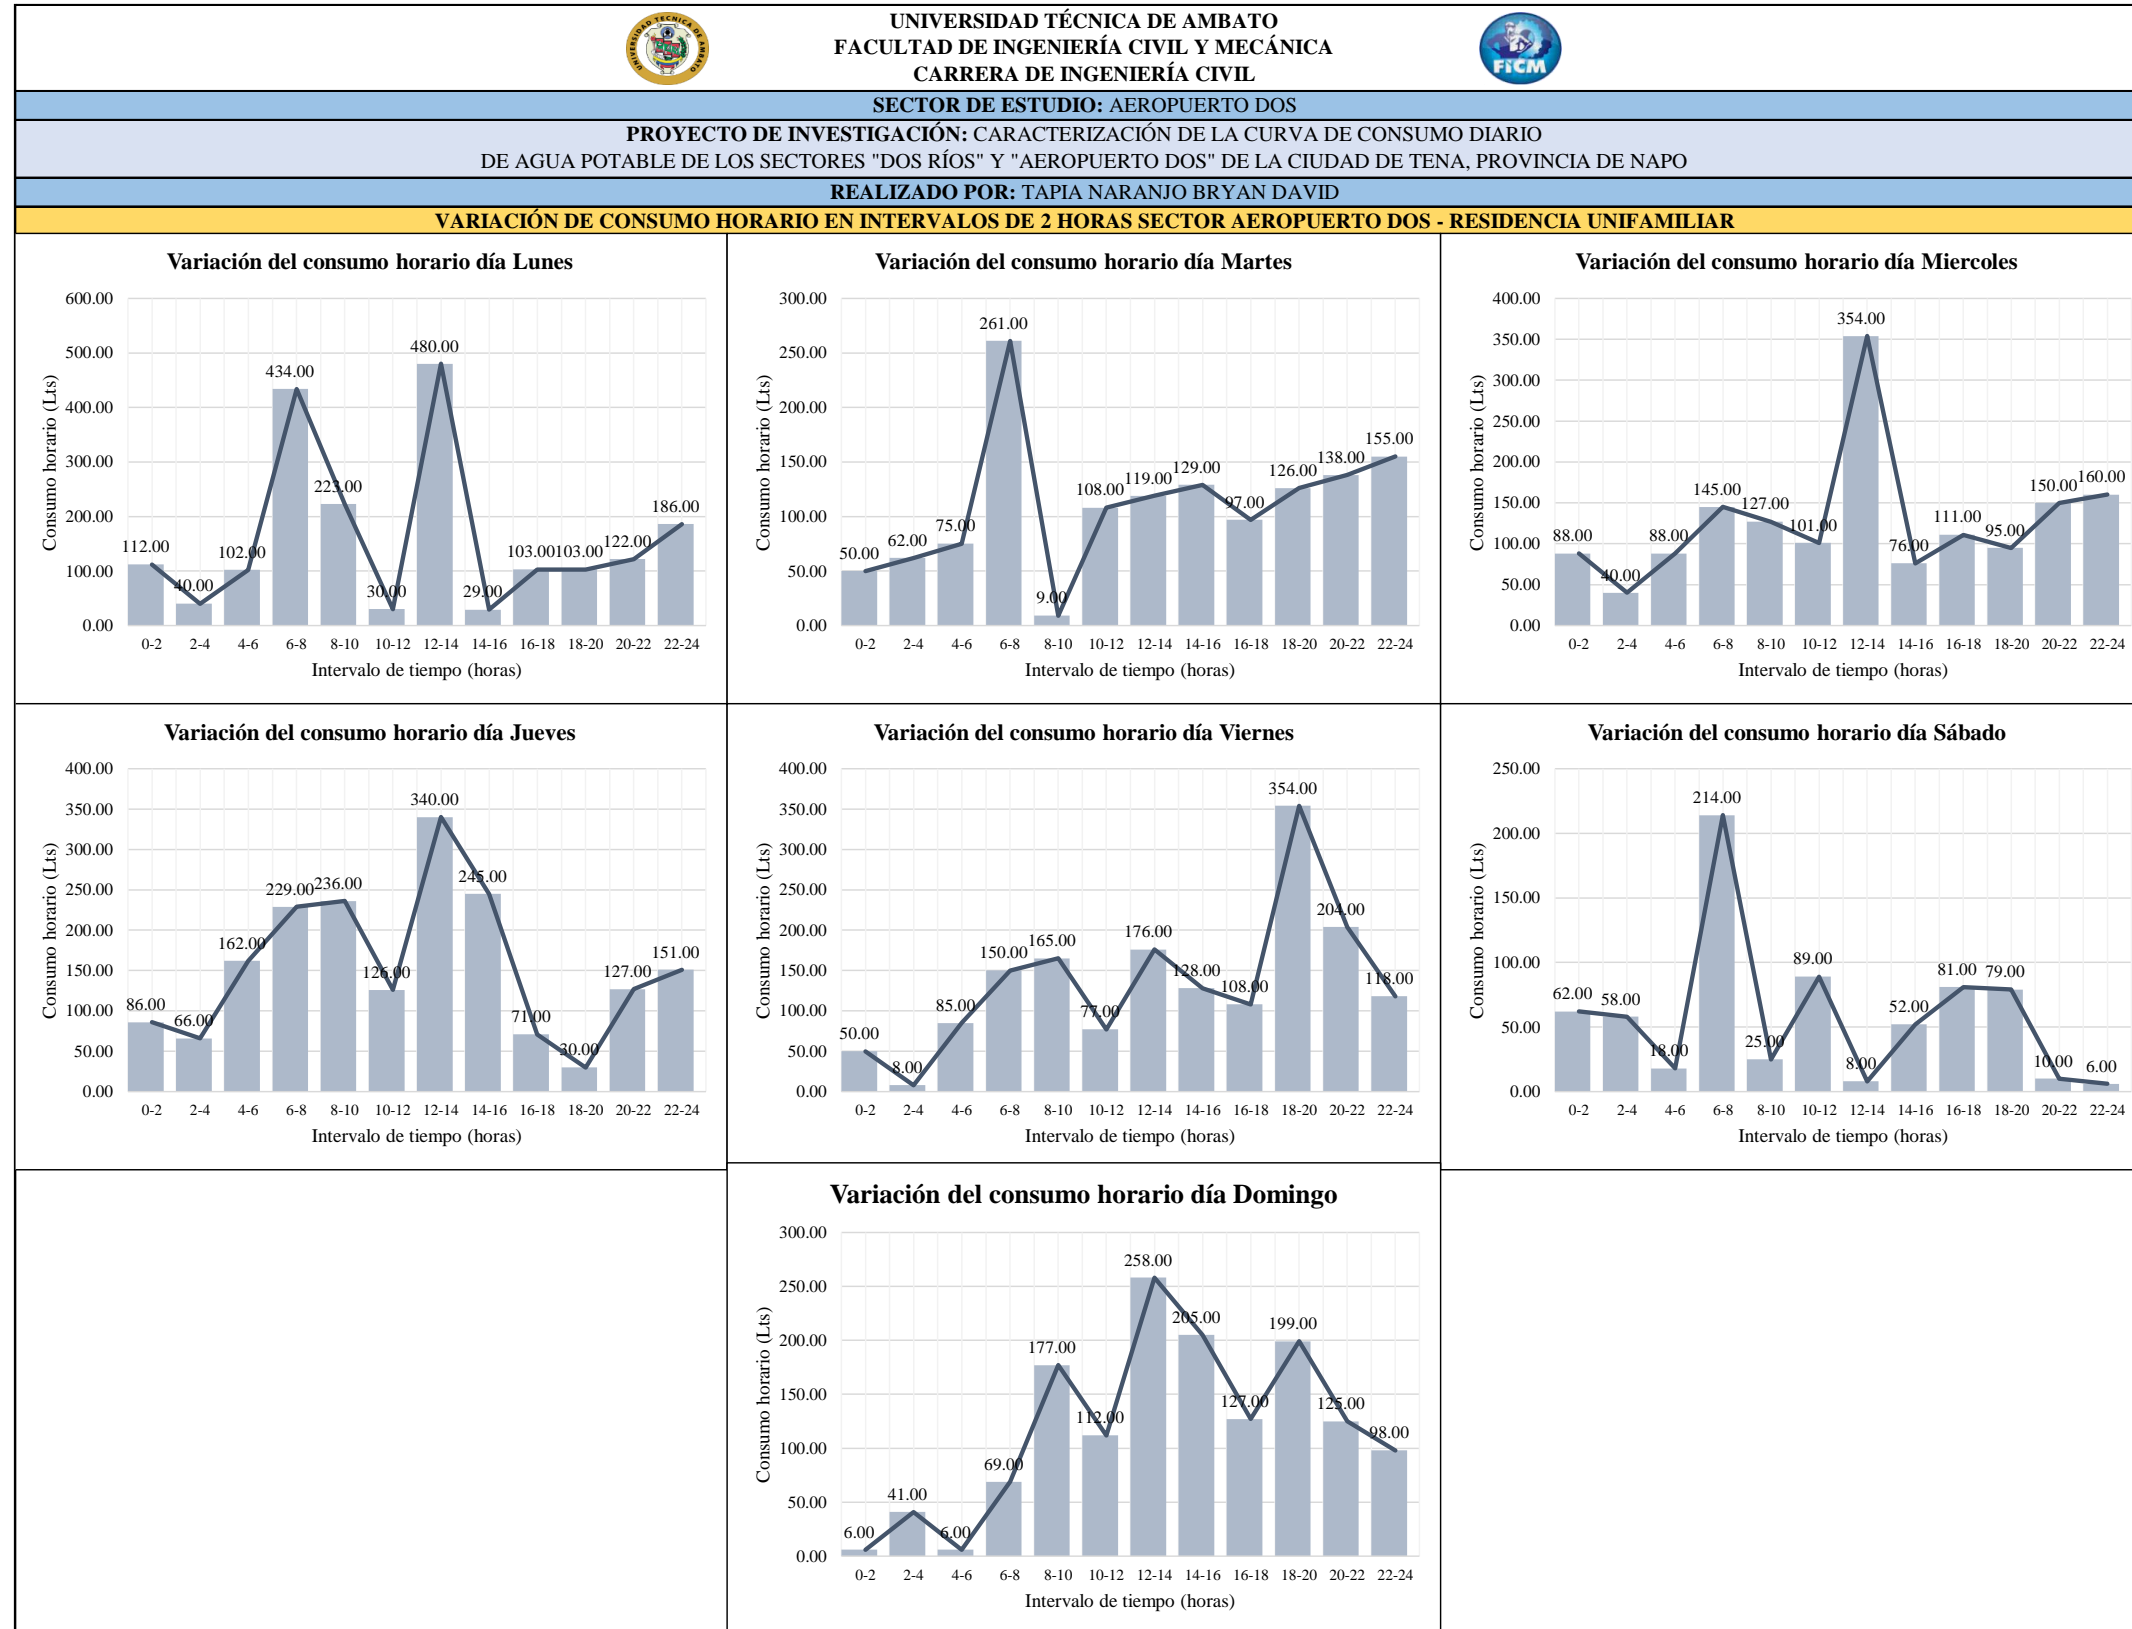 UNIVERSIDAD TÉCNICA DE AMBATO
FACULTAD DE INGENIERÍA CIVIL Y MECÁNICA
CARRERA DE INGENIERÍA CIVIL
UNIVERSIDAD TECNICA DE AMBATO
FICM
SECTOR DE ESTUDIO: AEROPUERTO DOS
PROYECTO DE INVESTIGACIÓN: CARACTERIZACIÓN DE LA CURVA DE CONSUMO DIARIO
DE AGUA POTABLE DE LOS SECTORES "DOS RÍOS" Y "AEROPUERTO DOS" DE LA CIUDAD DE TENA, PROVINCIA DE NAPO
REALIZADO POR: TAPIA NARANJO BRYAN DAVID
VARIACIÓN DE CONSUMO HORARIO EN INTERVALOS DE 2 HORAS SECTOR AEROPUERTO DOS - RESIDENCIA UNIFAMILIAR
Variación del consumo horario día Lunes
Consumo horario (Lts)
600.00
500.00
400.00
300.00
200.00
100.00
0.00
112.00 40.00 102.00 434.00 223.00 30.00 480.00 29.00 103.00 103.00 122.00 186.00
0-2 2-4 4-6 6-8 8-10 10-12 12-14 14-16 16-18 18-20 20-22 22-24
Intervalo de tiempo (horas)
Variación del consumo horario día Martes
Consumo horario (Lts)
300.00
250.00
200.00
150.00
100.00
50.00
0.00
50.00 62.00 75.00 261.00 9.00 108.00 119.00 129.00 97.00 126.00 138.00 155.00
0-2 2-4 4-6 6-8 8-10 10-12 12-14 14-16 16-18 18-20 20-22 22-24
Intervalo de tiempo (horas)
Variación del consumo horario día Miercoles
Consumo horario (Lts)
400.00
350.00
300.00
250.00
200.00
150.00
100.00
50.00
0.00
88.00 40.00 88.00 145.00 127.00 101.00 354.00 76.00 111.00 95.00 150.00 160.00
0-2 2-4 4-6 6-8 8-10 10-12 12-14 14-16 16-18 18-20 20-22 22-24
Intervalo de tiempo (horas)
Variación del consumo horario día Jueves
Consumo horario (Lts)
400.00
350.00
300.00
250.00
200.00
150.00
100.00
50.00
0.00
86.00 66.00 162.00 229.00 236.00 126.00 340.00 245.00 71.00 30.00 127.00 151.00
0-2 2-4 4-6 6-8 8-10 10-12 12-14 14-16 16-18 18-20 20-22 22-24
Intervalo de tiempo (horas)
Variación del consumo horario día Viernes
Consumo horario (Lts)
400.00
350.00
300.00
250.00
200.00
150.00
100.00
50.00
0.00
50.00 8.00 85.00 150.00 165.00 77.00 176.00 128.00 108.00 354.00 204.00 118.00
0-2 2-4 4-6 6-8 8-10 10-12 12-14 14-16 16-18 18-20 20-22 22-24
Intervalo de tiempo (horas)
Variación del consumo horario día Sábado
Consumo horario (Lts)
250.00
200.00
150.00
100.00
50.00
0.00
62.00 58.00 18.00 214.00 25.00 89.00 8.00 52.00 81.00 79.00 10.00 6.00
0-2 2-4 4-6 6-8 8-10 10-12 12-14 14-16 16-18 18-20 20-22 22-24
Intervalo de tiempo (horas)
Variación del consumo horario día Domingo
Consumo horario (Lts)
300.00
250.00
200.00
150.00
100.00
50.00
0.00
6.00 41.00 6.00 69.00 177.00 112.00 258.00 205.00 127.00 199.00 125.00 98.00
0-2 2-4 4-6 6-8 8-10 10-12 12-14 14-16 16-18 18-20 20-22 22-24
Intervalo de tiempo (horas)